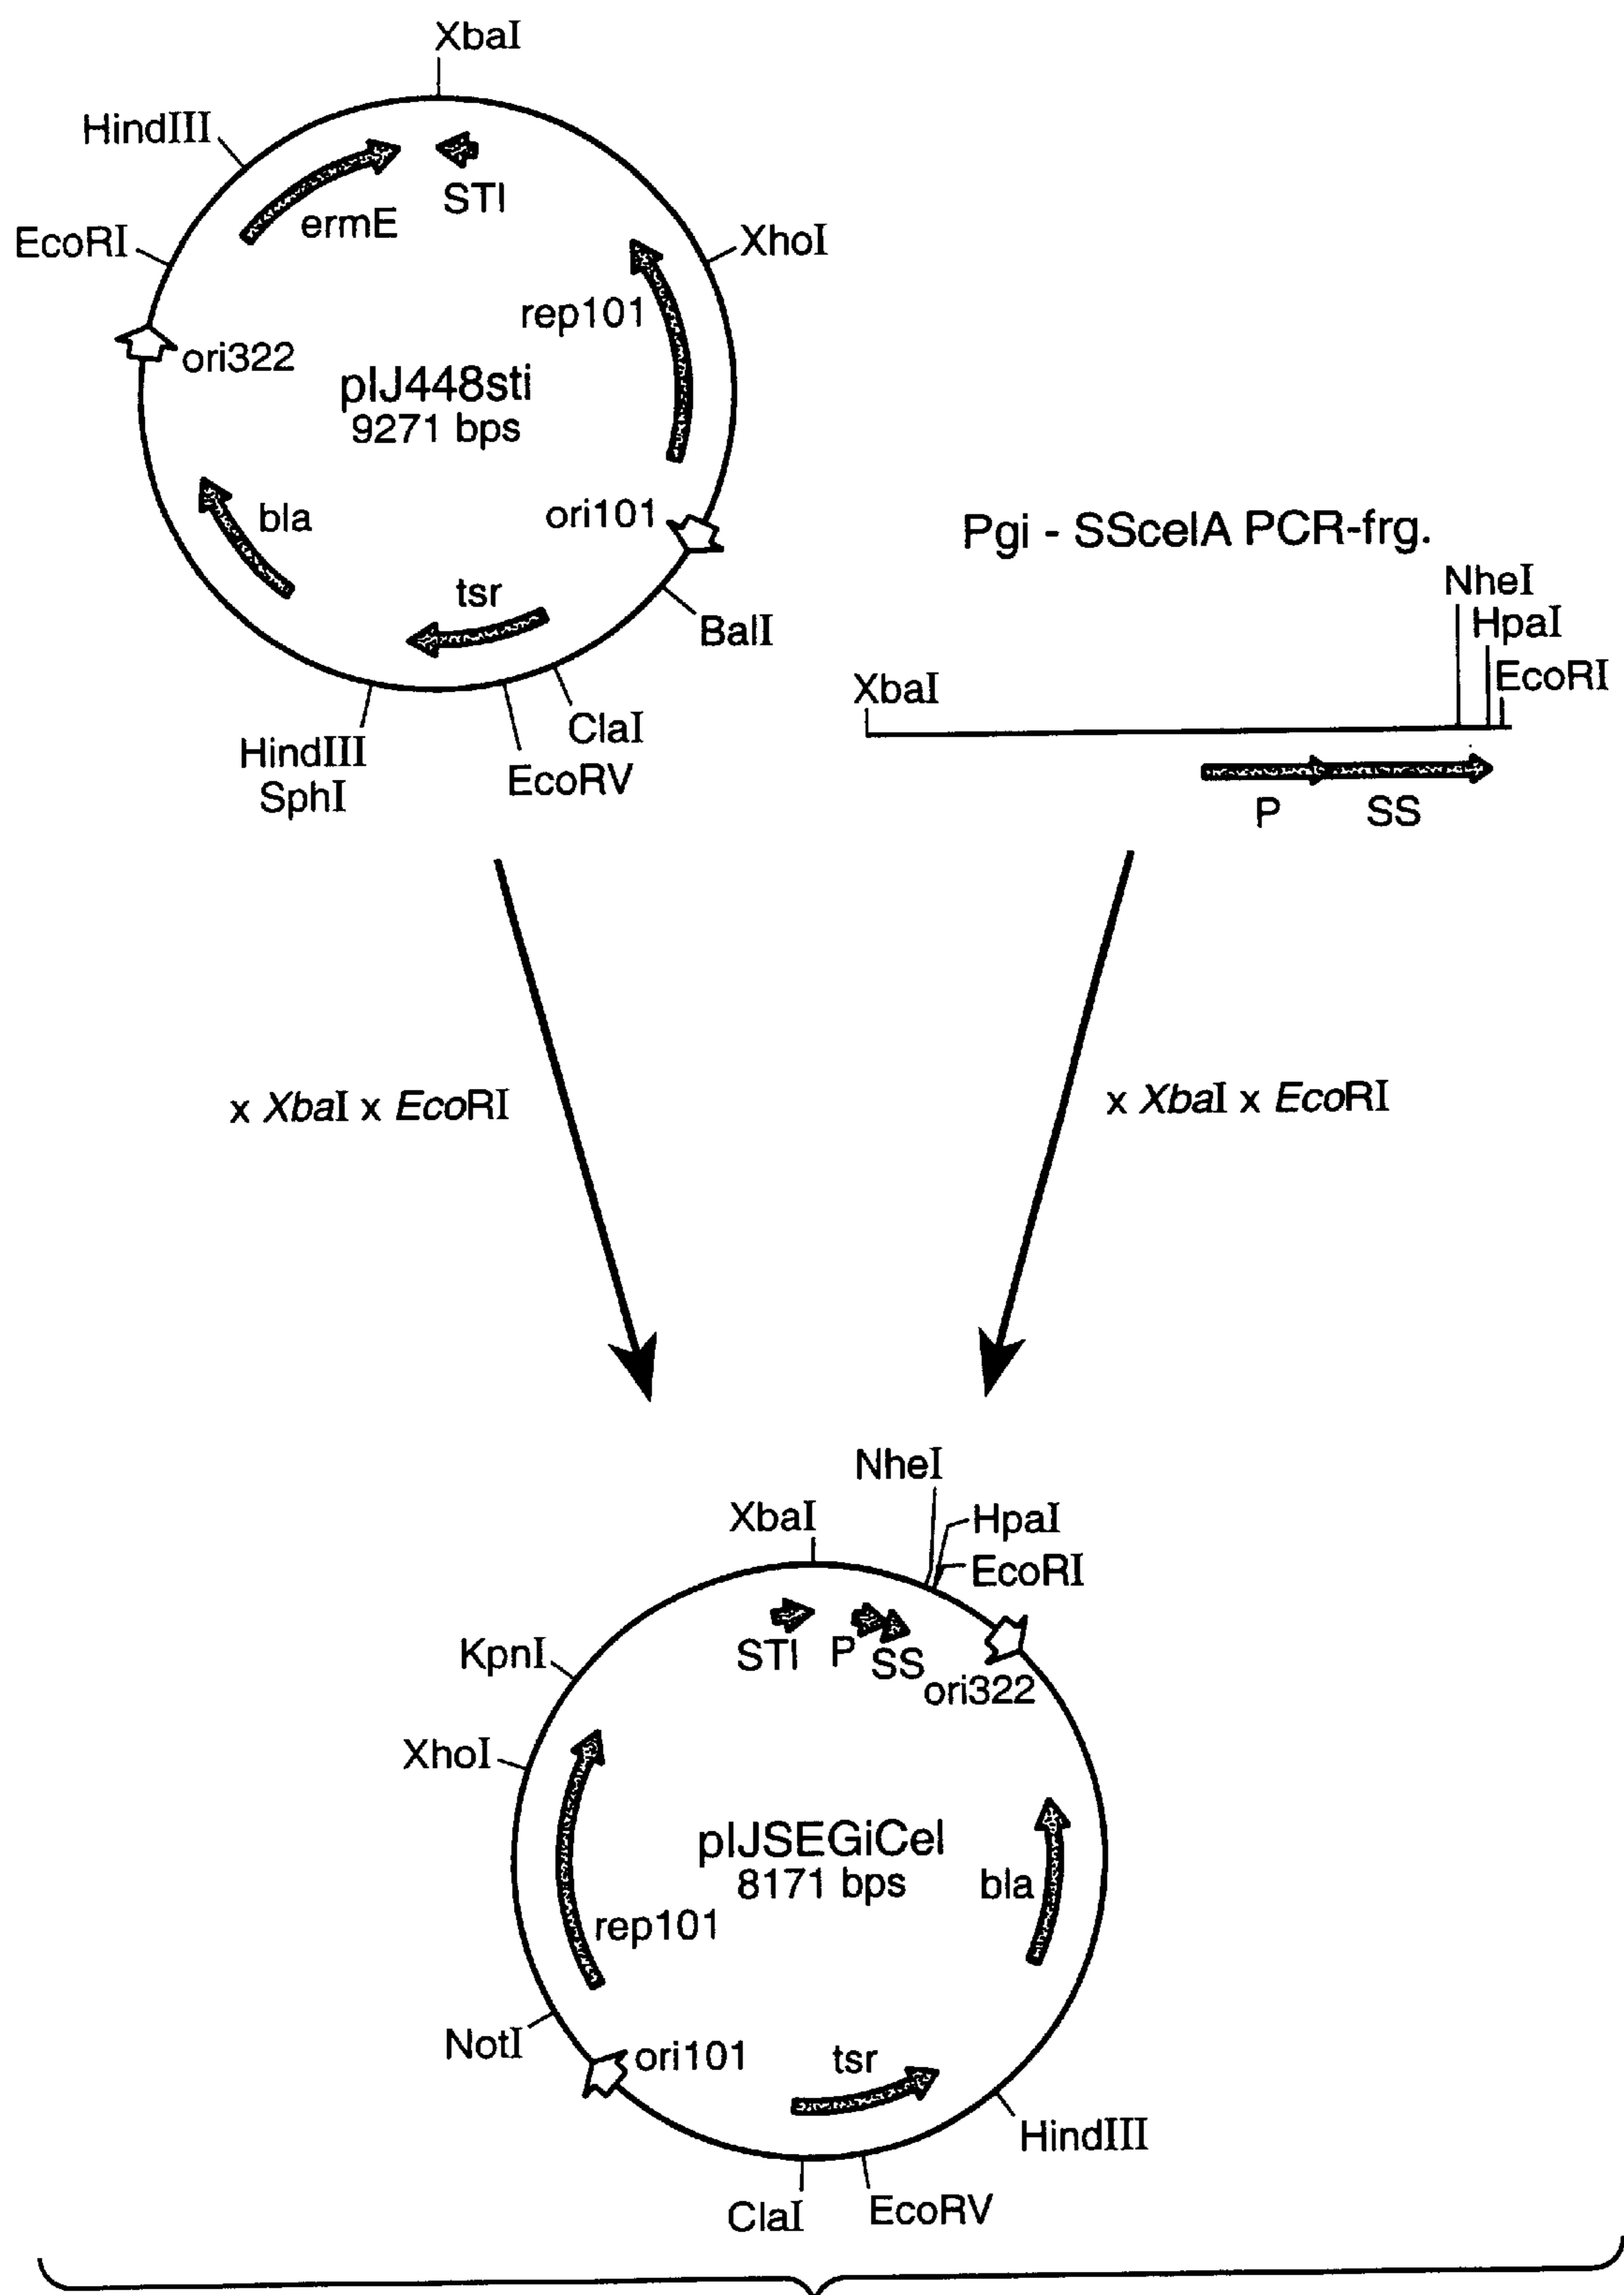 XbaI
HindIII
EcoRI
ermE
STI
XhoI
rep101
ori322
pIJ448sti
9271 bps
bla
ori101
tsr
BalI
ClaI
EcoRV
HindIII
SphI
Pgi - SScelA PCR-frg.
NheI
HpaI
EcoRI
XbaI
P
SS
x XbaI x EcoRI
x XbaI x EcoRI
NheI
XbaI
HpaI
EcoRI
KpnI
STI
P
SS
ori322
XhoI
pIJSEGiCel
8171 bps
bla
rep101
NotI
ori101
tsr
HindIII
ClaI
EcoRV